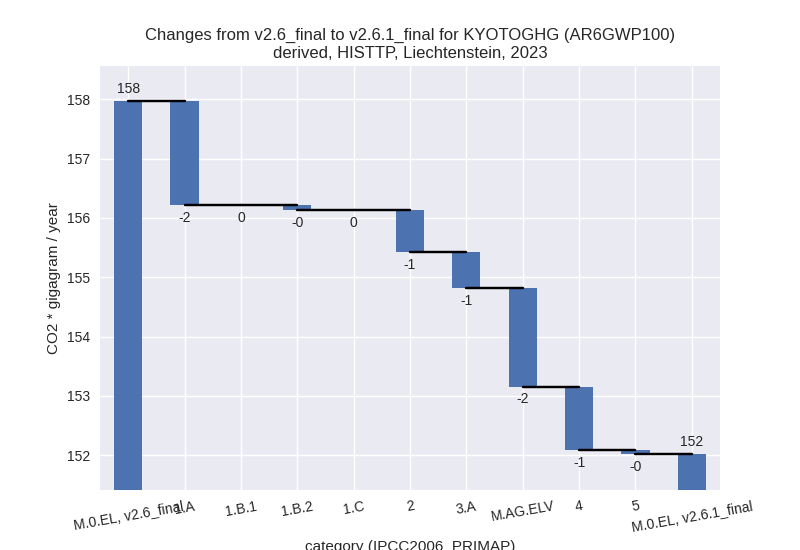 Changes from v2.6_final to v2.6.1_final for KYOTOGHG (AR6GWP100)
derived, HISTTP, Liechtenstein, 2023
CO2 * gigagram / year
158
157
156
155
154
153
152
158
-2
0
-0
0
-1
-1
-2
-1
-0
152
M.0.EL, v2.6_final
1.A
1.B.1
1.B.2
1.C
2
3.A
M.AG.ELV
4
5
M.0.EL, v2.6.1_final
category (IPCC2006_PRIMAP)